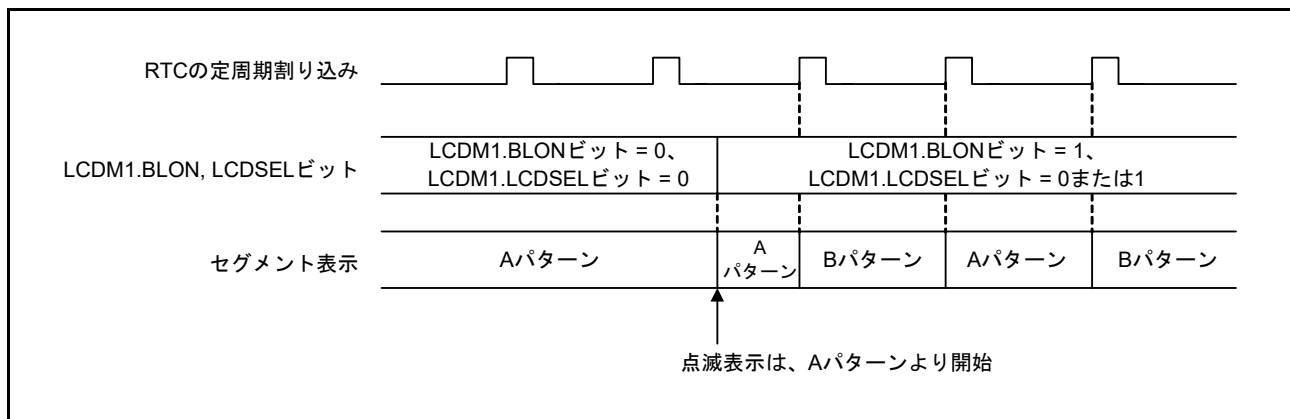 RTCの定周期割り込み
LCDM1.BLON, LCDSELビット
LCDM1.BLONビット = 0、
LCDM1.LCDSELビット = 0
LCDM1.BLONビット = 1、
LCDM1.LCDSELビット = 0または1
セグメント表示
Aパターン
A
パターン
Bパターン
Aパターン
Bパターン
点滅表示は、Aパターンより開始